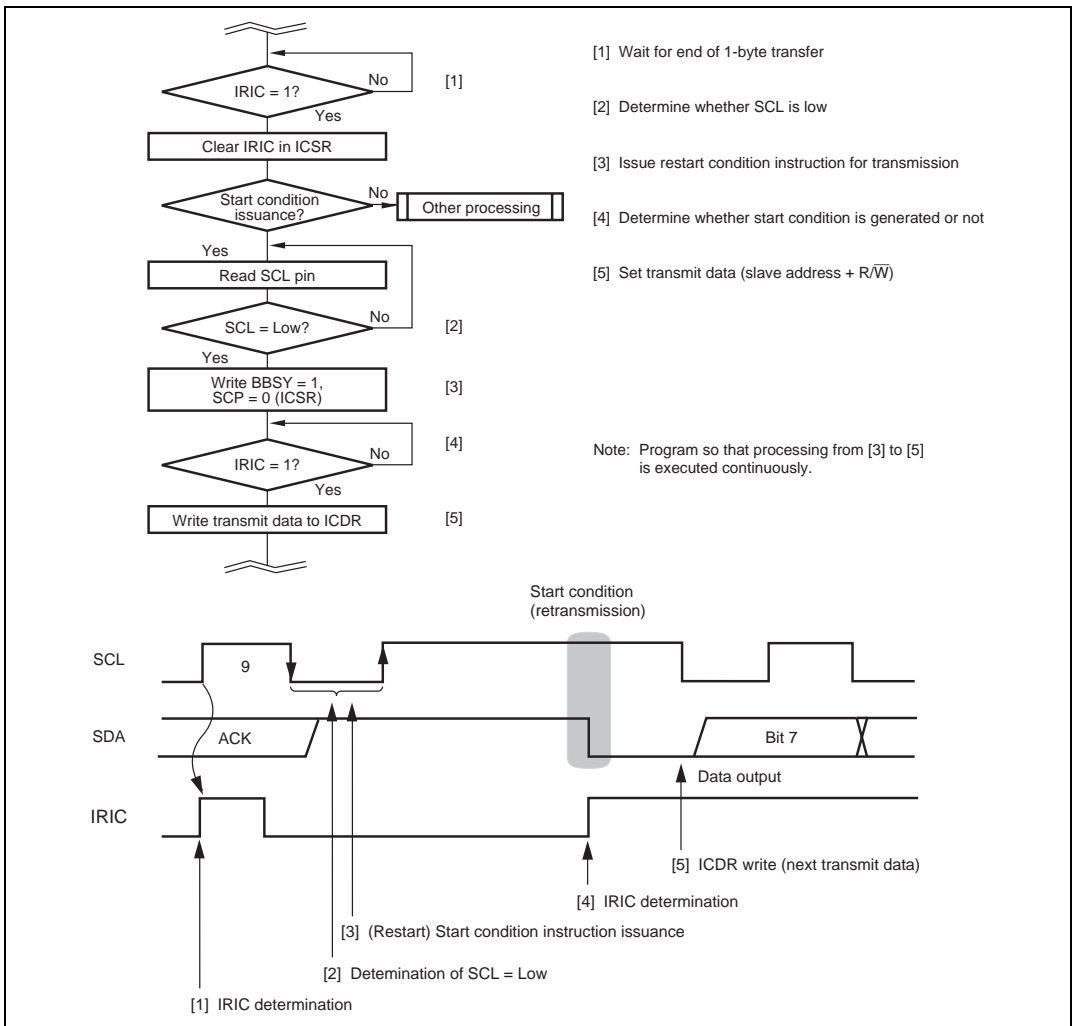 IRIC = 1?
No
[1]
Yes
Clear IRIC in ICSR
Start condition
issuance?
No
Other processing
Yes
Read SCL pin
SCL = Low?
No
[2]
Yes
Write BBSY = 1,
SCP = 0 (ICSR)
[3]
IRIC = 1?
No
[4]
Yes
Write transmit data to ICDR
[5]
[1] Wait for end of 1-byte transfer
[2] Determine whether SCL is low
[3] Issue restart condition instruction for transmission
[4] Determine whether start condition is generated or not
[5] Set transmit data (slave address + R/W̅)
Note: Program so that processing from [3] to [5]
is executed continuously.
Start condition
(retransmission)
SCL
9
SDA
ACK
Bit 7
Data output
IRIC
[5] ICDR write (next transmit data)
[4] IRIC determination
[3] (Restart) Start condition instruction issuance
[2] Detemination of SCL = Low
[1] IRIC determination